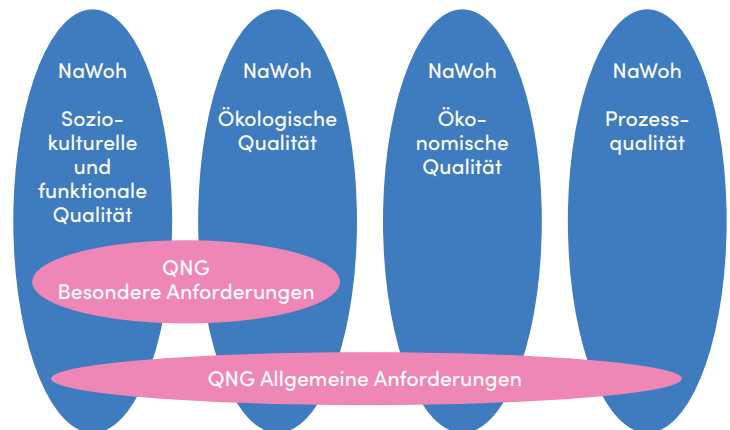 NaWoh
Sozio-
kulturelle
und
funktionale
Qualität
NaWoh
Ökologische
Qualität
NaWoh
Öko-
nomische
Qualität
NaWoh
Prozess-
qualität
QNG
Besondere Anforderungen
QNG Allgemeine Anforderungen